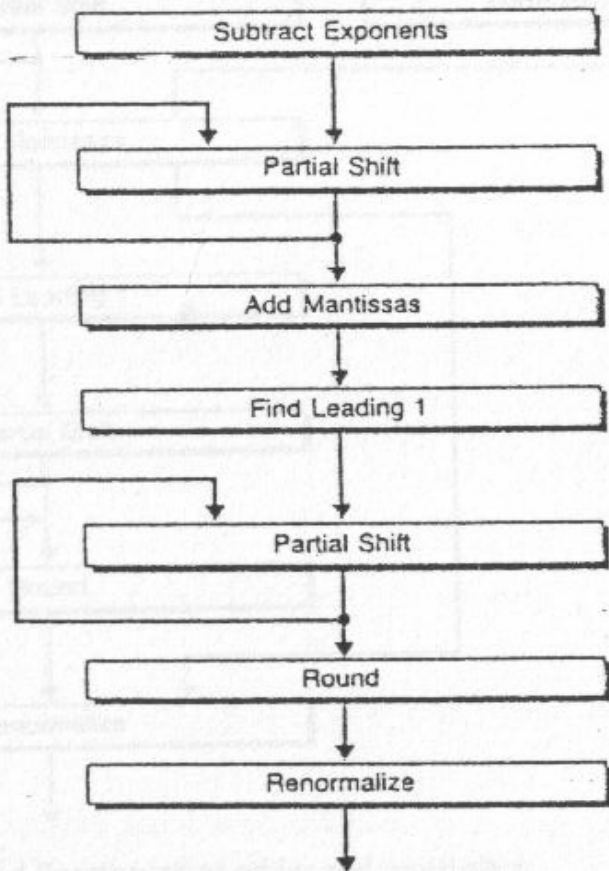 Subtract Exponents
Partial Shift
Add Mantissas
Find Leading 1
Partial Shift
Round
Renormalize